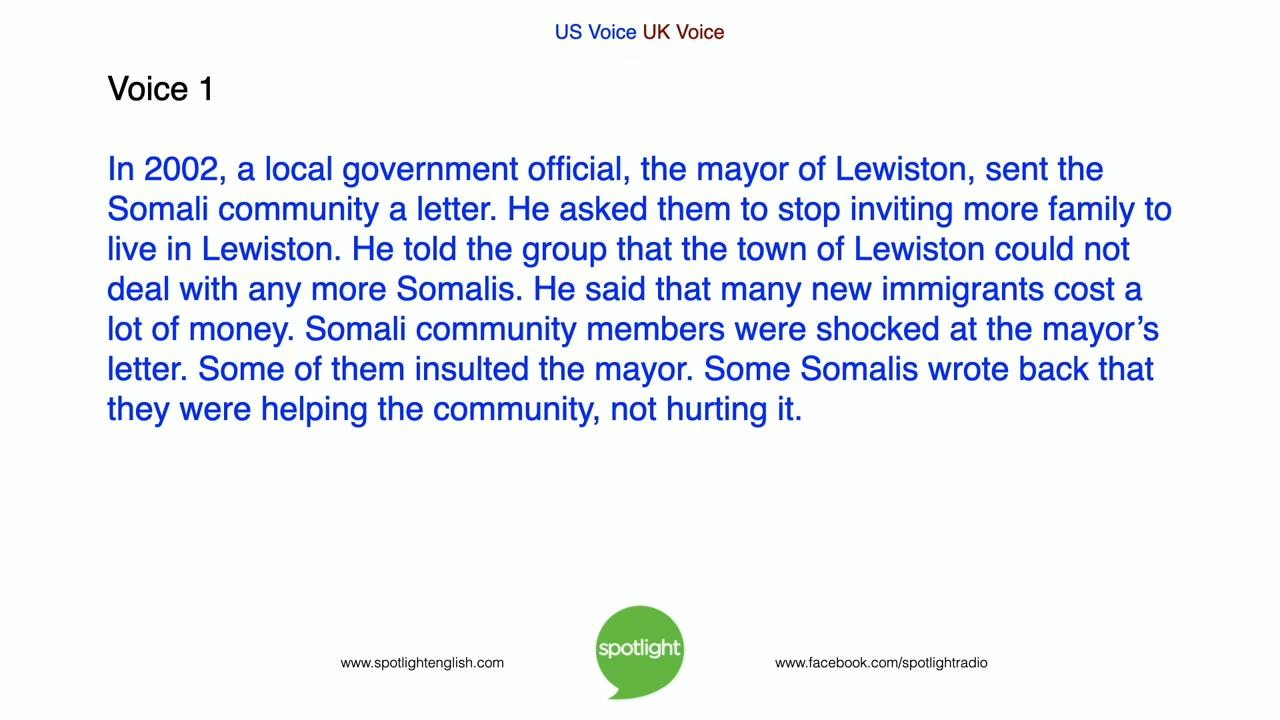 US Voice UK Voice
Voice 1
In 2002, a local government official, the mayor of Lewiston, sent the
Somali community a letter. He asked them to stop inviting more family to
live in Lewiston. He told the group that the town of Lewiston could not
deal with any more Somalis. He said that many new immigrants cost a
lot of money. Somali community members were shocked at the mayor’s
letter. Some of them insulted the mayor. Some Somalis wrote back that
they were helping the community, not hurting it.
www.spotlightenglish.com
spotlight
www.facebook.com/spotlightradio